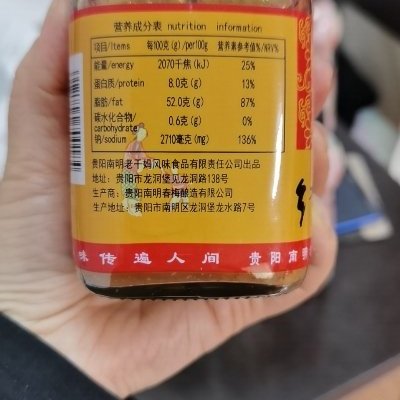 营养成分表 nutrition information
项目/Items 每100克(g)/per100g 营养素参考值%/NRV%
能量/energy 2070千焦(kJ) 25%
蛋白质/protein 8.0克(g) 13%
脂肪/fat 52.0克(g) 87%
碳水化合物/
carbohydrate 0.6克(g) 0%
钠/sodium 2710毫克(mg) 136%
贵阳南明老干妈风味食品有限责任公司出品
地址：贵阳市龙洞堡见龙洞路138号
生产商：贵阳南明春梅酿造有限公司
生产地址：贵阳市南明区龙洞堡龙水路7号
味传遍人间 贵阳南明